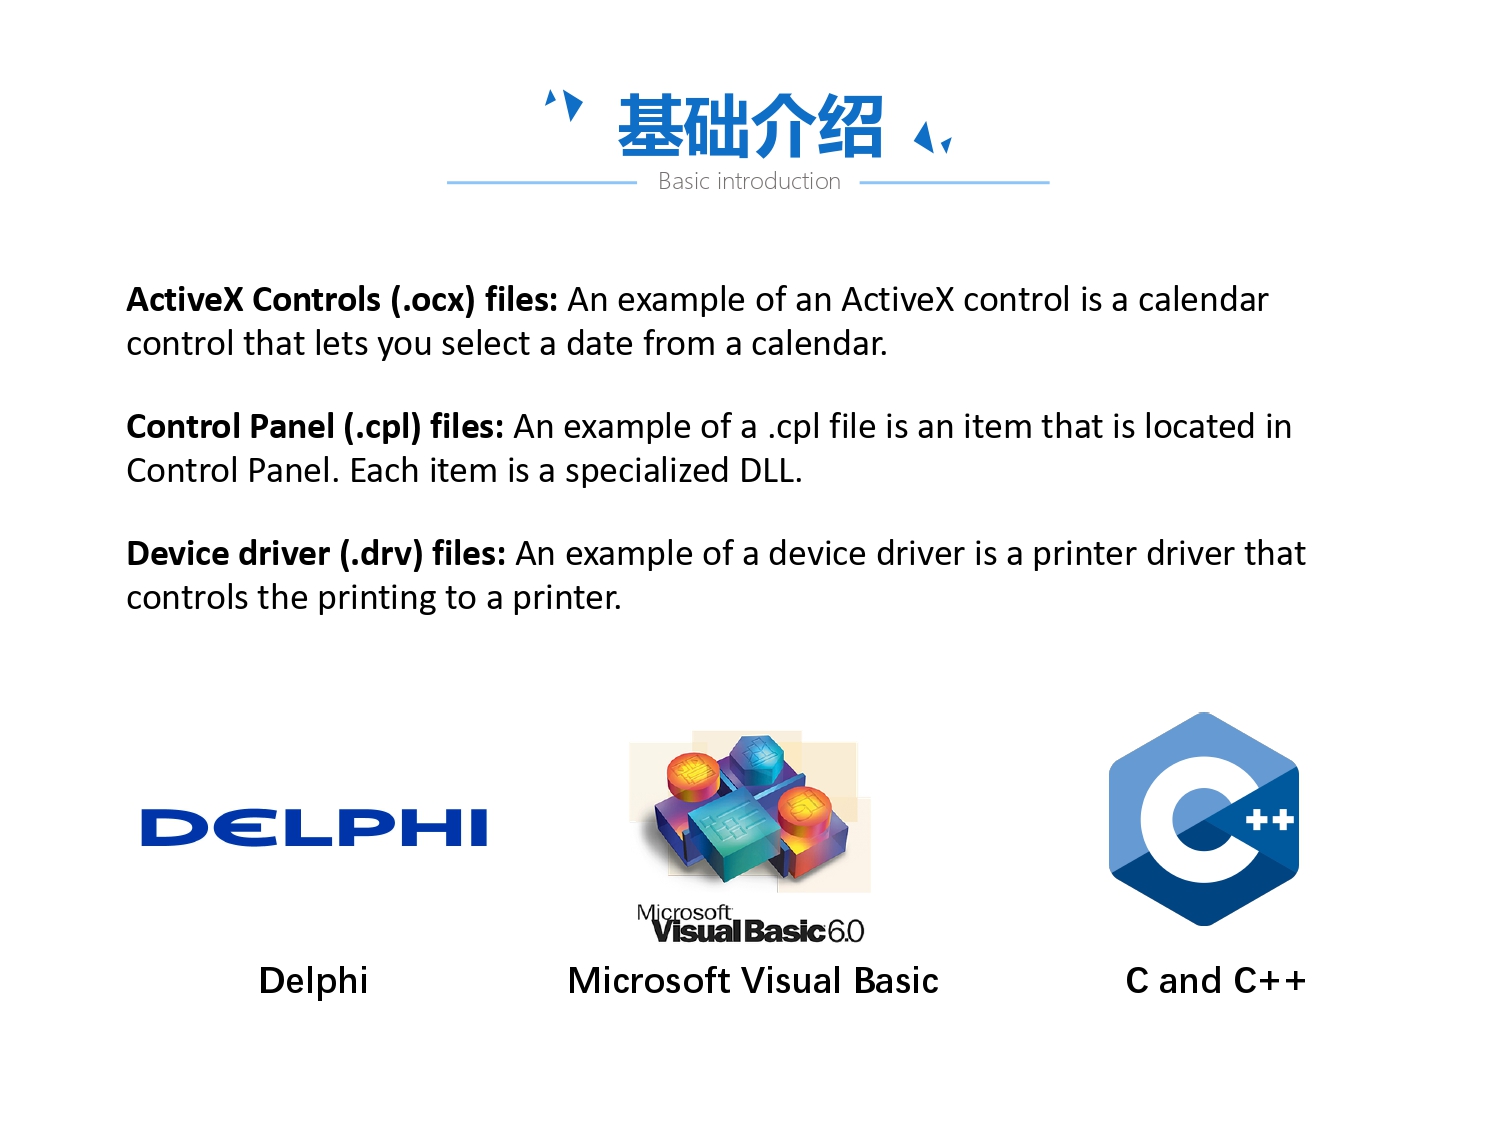 基础介绍
Basic introduction
ActiveX Controls (.ocx) files: An example of an ActiveX control is a calendar
control that lets you select a date from a calendar.
Control Panel (.cpl) files: An example of a .cpl file is an item that is located in
Control Panel. Each item is a specialized DLL.
Device driver (.drv) files: An example of a device driver is a printer driver that
controls the printing to a printer.
DELPHI
Microsoft
Visual Basic 6.0
C++
Delphi
Microsoft Visual Basic
C and C++